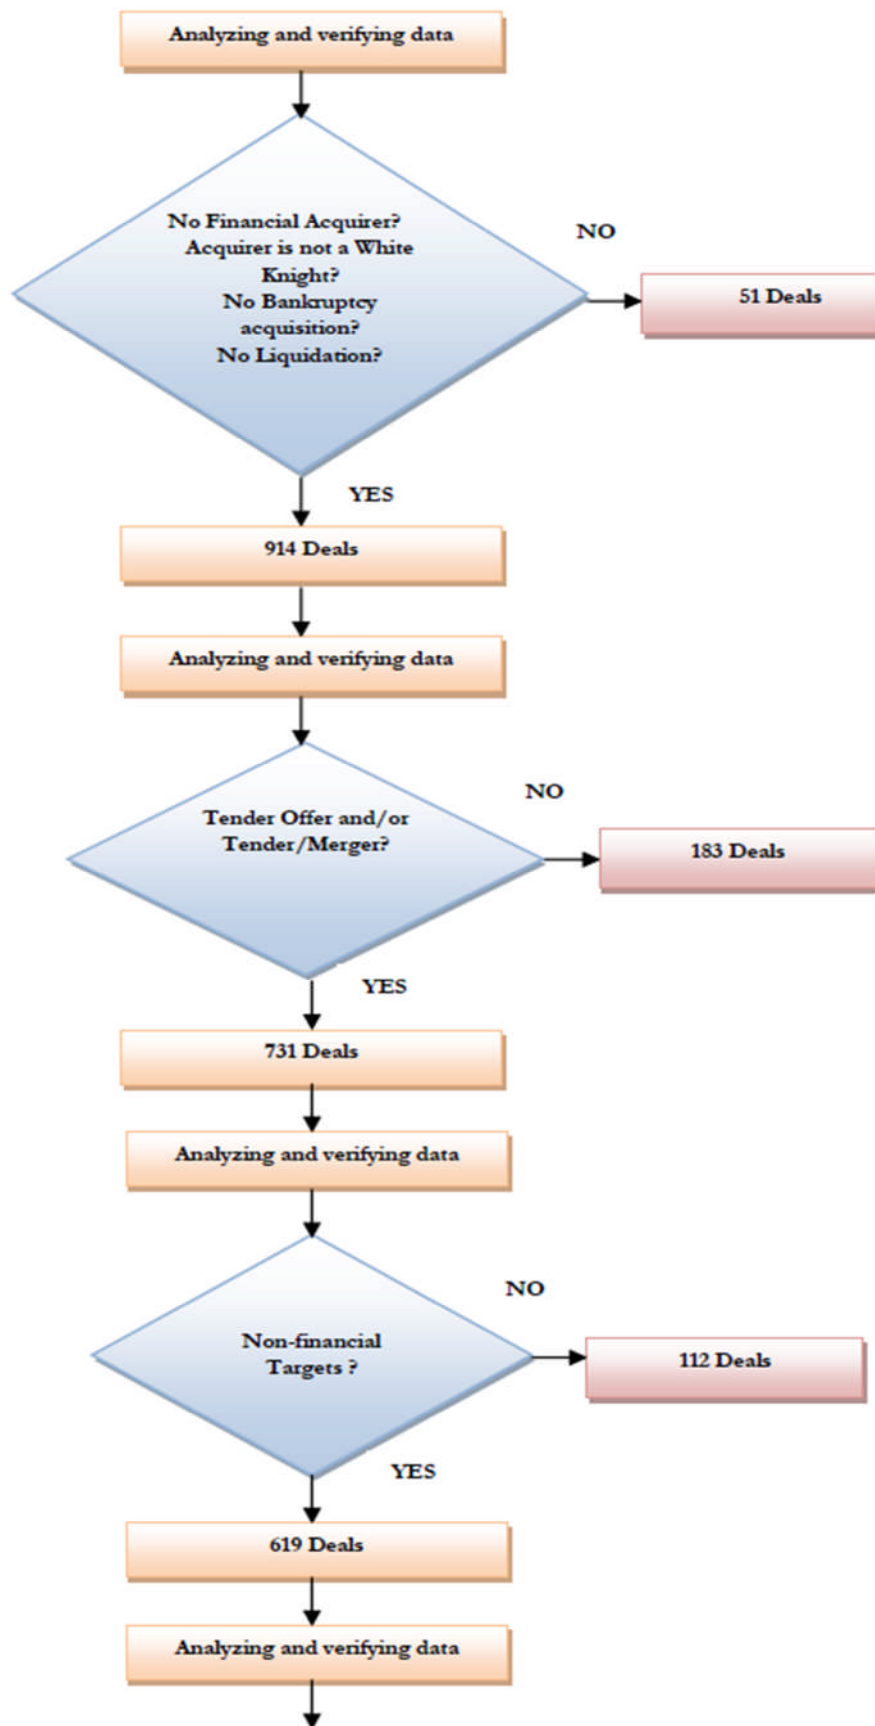 Analyzing and verifying data
No Financial Acquirer?
Acquirer is not a White
Knight?
No Bankruptcy
acquisition?
No Liquidation?
NO
51 Deals
YES
914 Deals
Analyzing and verifying data
Tender Offer and/or
Tender/Merger?
NO
183 Deals
YES
731 Deals
Analyzing and verifying data
Non-financial
Targets ?
NO
112 Deals
YES
619 Deals
Analyzing and verifying data